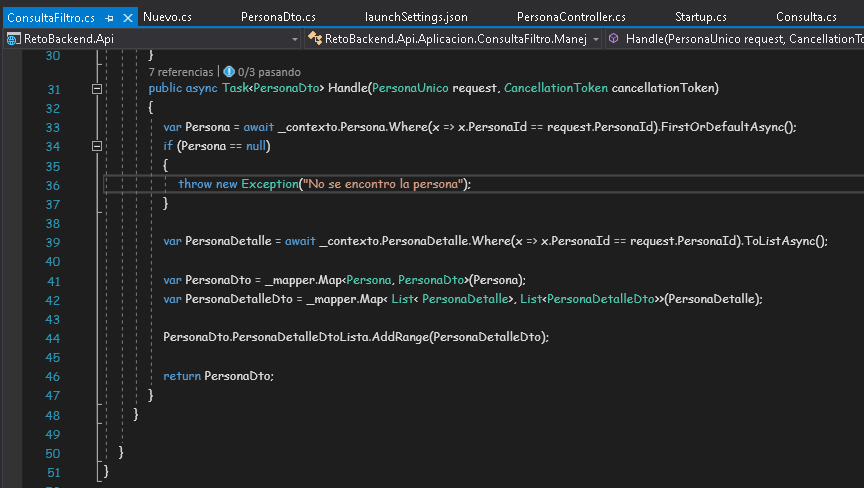 ConsultaFiltro.cs Nuevo.cs PersonaDto.cs launchSettings.json PersonaController.cs Startup.cs Consulta.cs
RetoBackend.Api RetoBackend.Api.Aplicacion.ConsultaFiltro.Manej Handle(PersonaUnico request, CancellationTo
30 }
7 referencias | 0/3 pasando
31 public async Task<PersonaDto> Handle(PersonaUnico request, CancellationToken cancellationToken)
32 {
33 var Persona = await _contexto.Persona.Where(x => x.PersonaId == request.PersonaId).FirstOrDefaultAsync();
34 if (Persona == null)
35 {
36 throw new Exception("No se encontro la persona");
37 }
38
39 var PersonaDetalle = await _contexto.PersonaDetalle.Where(x => x.PersonaId == request.PersonaId).ToListAsync();
40
41 var PersonaDto = _mapper.Map<Persona, PersonaDto>(Persona);
42 var PersonaDetalleDto = _mapper.Map< List< PersonaDetalle>, List<PersonaDetalleDto>>(PersonaDetalle);
43
44 PersonaDto.PersonaDetalleDtoLista.AddRange(PersonaDetalleDto);
45
46 return PersonaDto;
47 }
48 }
49
50 }
51 }